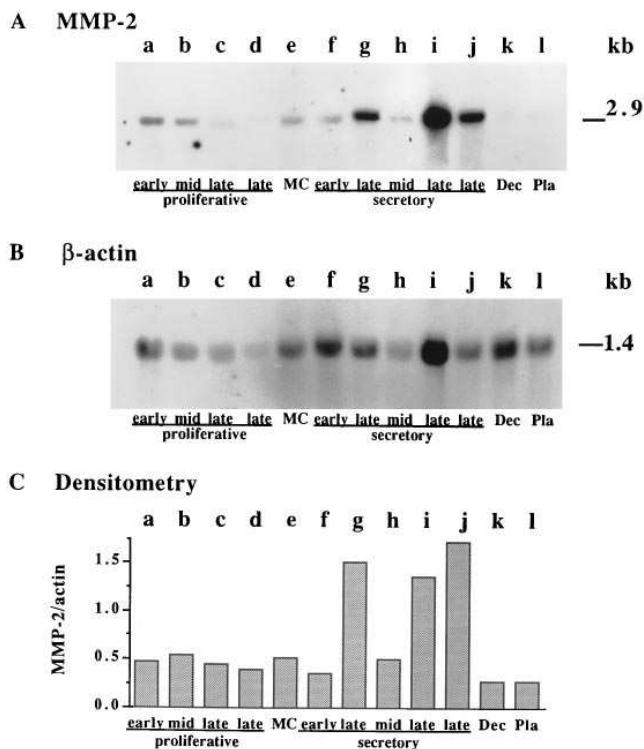 A MMP-2
a b c d e f g h i j k l kb
2.9
early mid late late MC early late mid late late Dec Pla
proliferative secretory
B β-actin
a b c d e f g h i j k l kb
1.4
early mid late late MC early late mid late late Dec Pla
proliferative secretory
C Densitometry
a b c d e f g h i j k l
1.5
1.0
0.5
0.0
MMP-2/actin
early mid late late MC early late mid late late Dec Pla
proliferative secretory